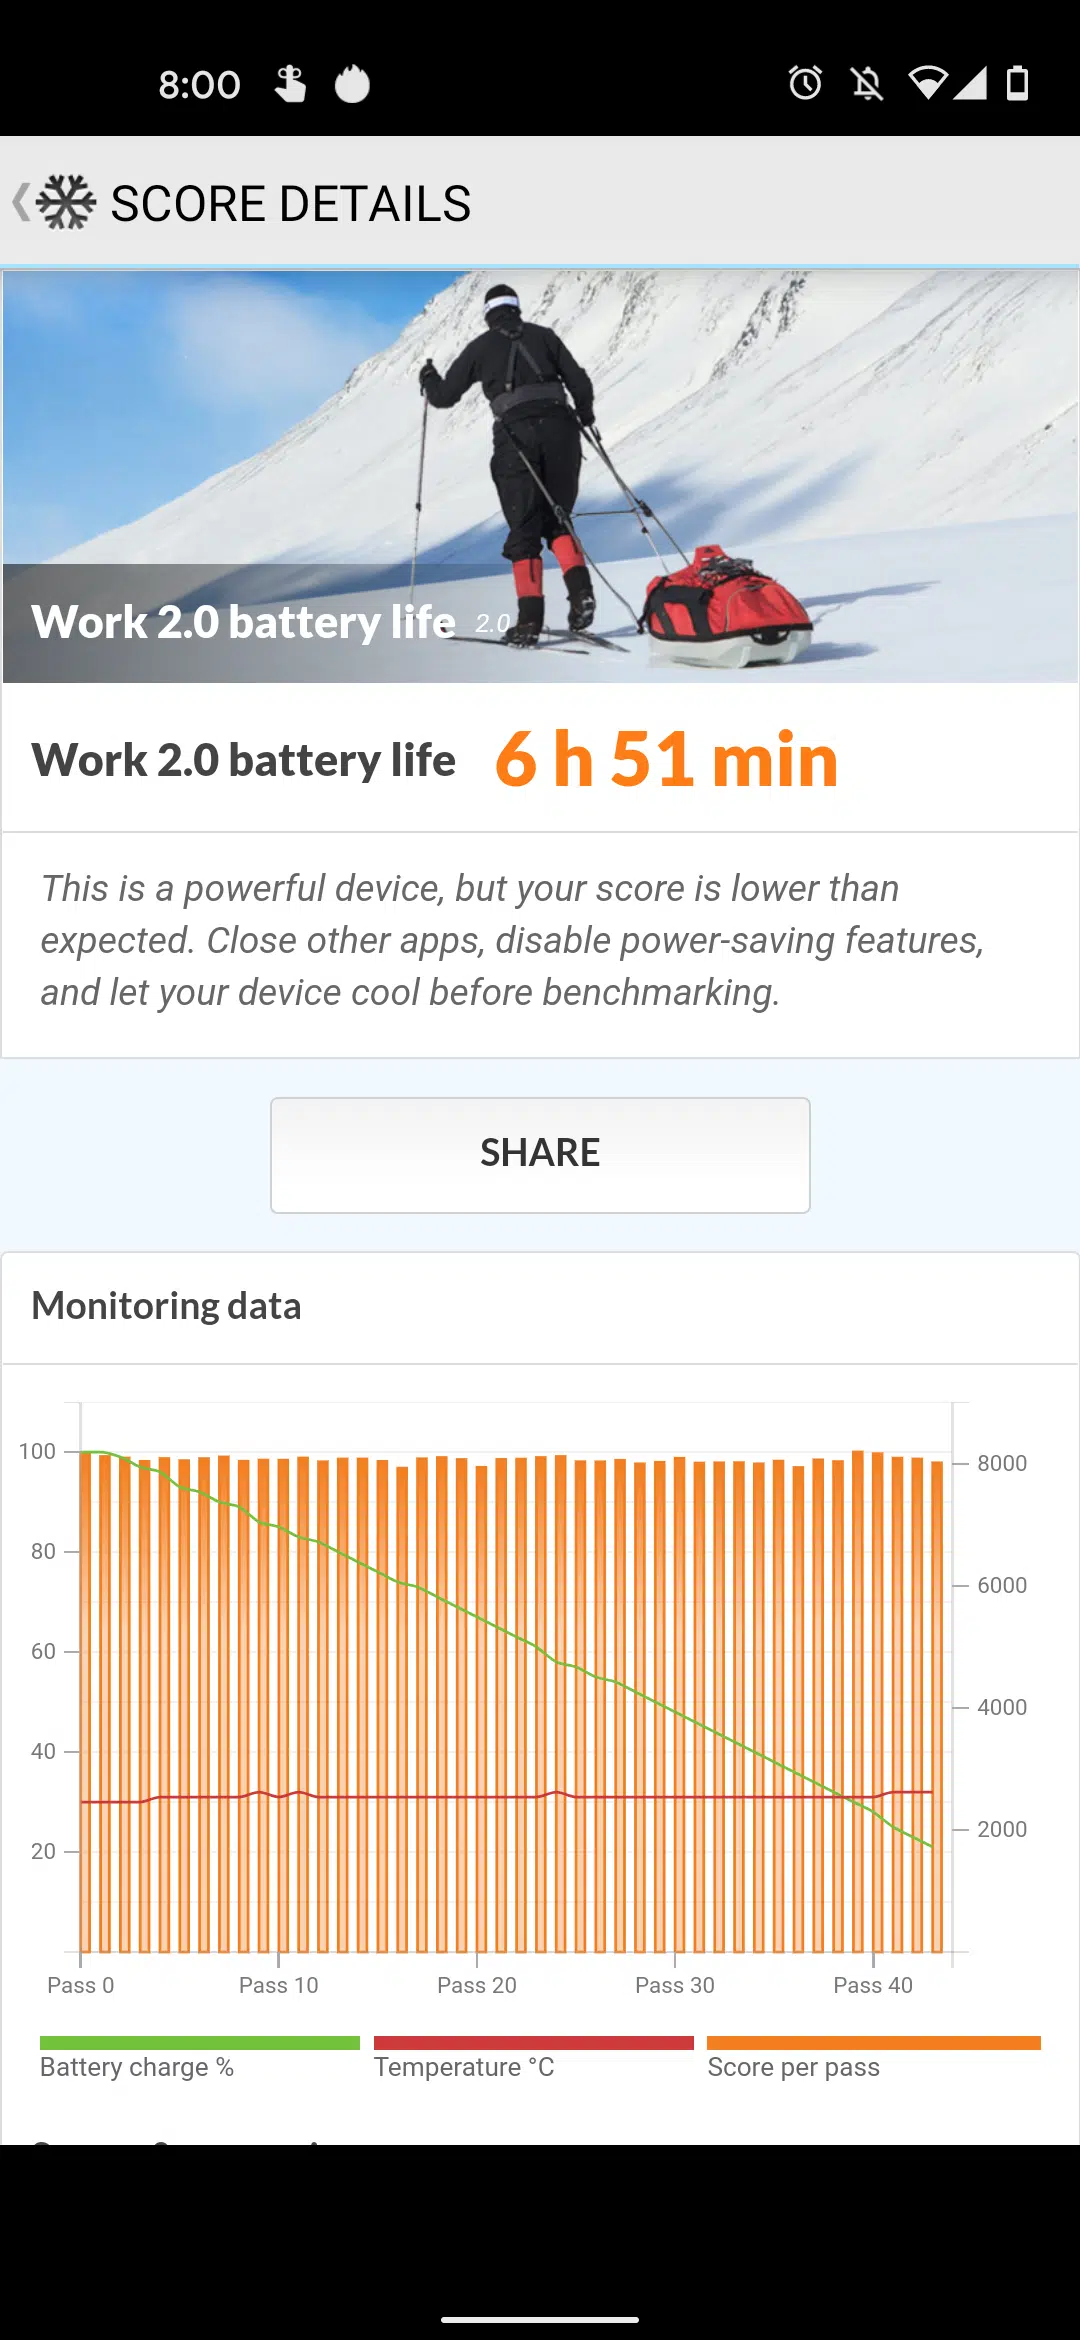 8:00
SCORE DETAILS
Work 2.0 battery life 2.0
Work 2.0 battery life 6 h 51 min
This is a powerful device, but your score is lower than
expected. Close other apps, disable power-saving features,
and let your device cool before benchmarking.
SHARE
Monitoring data
100
80
60
40
20
8000
6000
4000
2000
Pass 0 Pass 10 Pass 20 Pass 30 Pass 40
Battery charge % Temperature °C Score per pass